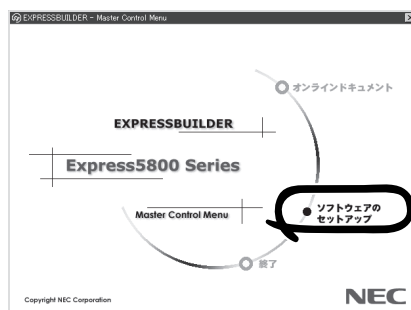 EXPRESSBUILDER - Master Control Menu
オンラインドキュメント
EXPRESSBUILDER
Express5800 Series
Master Control Menu
ソフトウェアの
セットアップ
終了
Copyright NEC Corporation
NEC